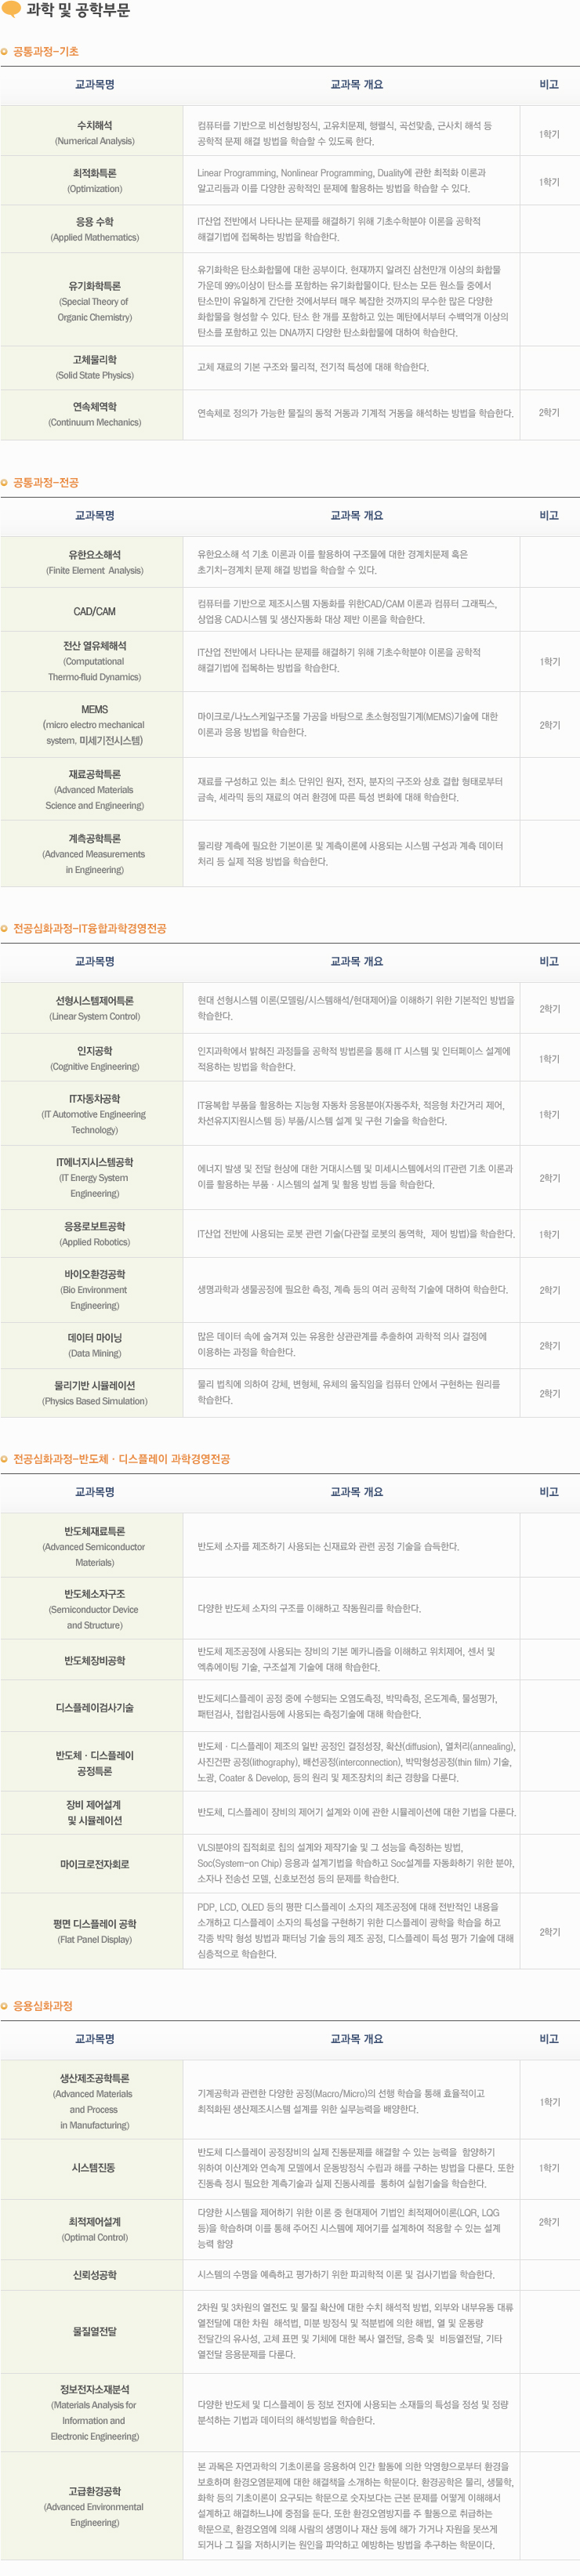 과학 및 공학부문
공통과정-기초
교과목명 교과목 개요 비고
수치해석
(Numerical Analysis)
컴퓨터를 기반으로 비선형방정식, 고유치문제, 행렬식, 곡선맞춤, 근사치 해석 등
공학적 문제 해결 방법을 학습할 수 있도록 한다.
1학기
최적화특론
(Optimization)
Linear Programming, Nonlinear Programming, Duality에 관한 최적화 이론과
알고리듬과 이를 다양한 공학적인 문제에 활용하는 방법을 학습할 수 있다.
1학기
응용 수학
(Applied Mathematics)
IT산업 전반에서 나타나는 문제를 해결하기 위해 기초수학분야 이론을 공학적
해결기법에 접목하는 방법을 학습한다.
유기화학특론
(Special Theory of
Organic Chemistry)
유기화학은 탄소화합물에 대한 공부이다. 현재까지 알려진 삼천만개 이상의 화합물
가운데 99%이상이 탄소를 포함하는 유기화합물이다. 탄소는 모든 원소들 중에서
탄소만이 유일하게 간단한 것에서부터 매우 복잡한 것까지의 무수한 많은 다양한
화합물을 형성할 수 있다. 탄소 한 개를 포함하고 있는 메탄에서부터 수백억개 이상의
탄소를 포함하고 있는 DNA까지 다양한 탄소화합물에 대하여 학습한다.
고체물리학
(Solid State Physics)
고체 재료의 기본 구조와 물리적, 전기적 특성에 대해 학습한다.
연속체역학
(Continuum Mechanics)
연속체로 정의가 가능한 물질의 동적 거동과 기계적 거동을 해석하는 방법을 학습한다.
2학기
공통과정-전공
교과목명 교과목 개요 비고
유한요소해석
(Finite Element Analysis)
유한요소해 석 기초 이론과 이를 활용하여 구조물에 대한 경계치문제 혹은
초기치-경계치 문제 해결 방법을 학습할 수 있다.
CAD/CAM
컴퓨터를 기반으로 제조시스템 자동화를 위한CAD/CAM 이론과 컴퓨터 그래픽스,
상업용 CAD시스템 및 생산자동화 대상 제반 이론을 학습한다.
전산 열유체해석
(Computational
Thermo-fluid Dynamics)
IT산업 전반에서 나타나는 문제를 해결하기 위해 기초수학분야 이론을 공학적
해결기법에 접목하는 방법을 학습한다.
1학기
MEMS
(micro electro mechanical
system, 미세기전시스템)
마이크로/나노스케일구조물 가공을 바탕으로 초소형정밀기계(MEMS)기술에 대한
이론과 응용 방법을 학습한다.
2학기
재료공학특론
(Advanced Materials
Science and Engineering)
재료를 구성하고 있는 최소 단위인 원자, 전자, 분자의 구조와 상호 결합 형태로부터
금속, 세라믹 등의 재료의 여러 환경에 따른 특성 변화에 대해 학습한다.
계측공학특론
(Advanced Measurements
in Engineering)
물리량 계측에 필요한 기본이론 및 계측이론에 사용되는 시스템 구성과 계측 데이터
처리 등 실제 적용 방법을 학습한다.
전공심화과정-IT융합과학경영전공
교과목명 교과목 개요 비고
선형시스템제어특론
(Linear System Control)
현대 선형시스템 이론(모델링/시스템해석/현대제어)을 이해하기 위한 기본적인 방법을
학습한다.
2학기
인지공학
(Cognitive Engineering)
인지과학에서 밝혀진 과정들을 공학적 방법론을 통해 IT 시스템 및 인터페이스 설계에
적용하는 방법을 학습한다.
1학기
IT자동차공학
(IT Automotive Engineering
Technology)
IT융복합 부품을 활용하는 지능형 자동차 응용분야(자동주차, 적응형 차간거리 제어,
차선유지지원시스템 등) 부품/시스템 설계 및 구현 기술을 학습한다.
1학기
IT에너지시스템공학
(IT Energy System
Engineering)
에너지 발생 및 전달 현상에 대한 거대시스템 및 미세시스템에서의 IT관련 기초 이론과
이를 활용하는 부품 · 시스템의 설계 및 활용 방법 등을 학습한다.
2학기
응용로보트공학
(Applied Robotics)
IT산업 전반에 사용되는 로봇 관련 기술(다관절 로봇의 동역학, 제어 방법)을 학습한다.
1학기
바이오환경공학
(Bio Environment
Engineering)
생명과학과 생물공정에 필요한 측정, 계측 등의 여러 공학적 기술에 대하여 학습한다.
2학기
데이터 마이닝
(Data Mining)
많은 데이터 속에 숨겨져 있는 유용한 상관관계를 추출하여 과학적 의사 결정에
이용하는 과정을 학습한다.
2학기
물리기반 시뮬레이션
(Physics Based Simulation)
물리 법칙에 의하여 강체, 변형체, 유체의 움직임을 컴퓨터 안에서 구현하는 원리를
학습한다.
2학기
전공심화과정-반도체 · 디스플레이 과학경영전공
교과목명 교과목 개요 비고
반도체재료특론
(Advanced Semiconductor
Materials)
반도체 소자를 제조하기 사용되는 신재료와 관련 공정 기술을 습득한다.
반도체소자구조
(Semiconductor Device
and Structure)
다양한 반도체 소자의 구조를 이해하고 작동원리를 학습한다.
반도체장비공학
반도체 제조공정에 사용되는 장비의 기본 메카니즘을 이해하고 위치제어, 센서 및
엑츄에이팅 기술, 구조설계 기술에 대해 학습한다.
디스플레이검사기술
반도체디스플레이 공정 중에 수행되는 오염도측정, 박막측정, 온도계측, 물성평가,
패턴검사, 접합검사등에 사용되는 측정기술에 대해 학습한다.
반도체 · 디스플레이
공정특론
반도체 · 디스플레이 제조의 일반 공정인 결정성장, 확산(diffusion), 열처리(annealing),
사진건판 공정(lithography), 배선공정(interconnection), 박막형성공정(thin film) 기술,
노광, Coater & Develop, 등의 원리 및 제조장치의 최근 경향을 다룬다.
장비 제어설계
및 시뮬레이션
반도체, 디스플레이 장비의 제어기 설계와 이에 관한 시뮬레이션에 대한 기법을 다룬다.
마이크로전자회로
VLSI분야의 집적회로 칩의 설계와 제작기술 및 그 성능을 측정하는 방법,
Soc(System-on Chip) 응용과 설계기법을 학습하고 Soc설계를 자동화하기 위한 분야,
소자나 전송선 모델, 신호보전성 등의 문제를 학습한다.
평면 디스플레이 공학
(Flat Panel Display)
PDP, LCD, OLED 등의 평판 디스플레이 소자의 제조공정에 대해 전반적인 내용을
소개하고 디스플레이 소자의 특성을 구현하기 위한 디스플레이 광학을 학습을 하고
각종 박막 형성 방법과 패터닝 기술 등의 제조 공정, 디스플레이 특성 평가 기술에 대해
심층적으로 학습한다.
2학기
응용심화과정
교과목명 교과목 개요 비고
생산제조공학특론
(Advanced Materials
and Process
in Manufacturing)
기계공학과 관련한 다양한 공정(Macro/Micro)의 선행 학습을 통해 효율적이고
최적화된 생산제조시스템 설계를 위한 실무능력을 배양한다.
1학기
시스템진동
반도체 디스플레이 공정장비의 실제 진동문제를 해결할 수 있는 능력을 함양하기
위하여 이산계와 연속계 모델에서 운동방정식 수립과 해를 구하는 방법을 다룬다. 또한
진동측 정시 필요한 계측기술과 실제 진동사례를 통하여 실험기술을 학습한다.
1학기
최적제어설계
(Optimal Control)
다양한 시스템을 제어하기 위한 이론 중 현대제어 기법인 최적제어이론(LQR, LQG
등)을 학습하며 이를 통해 주어진 시스템에 제어기를 설계하여 적용할 수 있는 설계
능력 함양
2학기
신뢰성공학
시스템의 수명을 예측하고 평가하기 위한 파괴학적 이론 및 검사기법을 학습한다.
물질열전달
2차원 및 3차원의 열전도 및 물질 확산에 대한 수치 해석적 방법, 외부와 내부유동 대류
열전달에 대한 차원 해석법, 미분 방정식 및 적분법에 의한 해법, 열 및 운동량
전달간의 유사성, 고체 표면 및 기체에 대한 복사 열전달, 응축 및 비등열전달, 기타
열전달 응용문제를 다룬다.
정보전자소재분석
(Materials Analysis for
Information and
Electronic Engineering)
다양한 반도체 및 디스플레이 등 정보 전자에 사용되는 소재들의 특성을 정성 및 정량
분석하는 기법과 데이터의 해석방법을 학습한다.
고급환경공학
(Advanced Environmental
Engineering)
본 과목은 자연과학의 기초이론을 응용하여 인간 활동에 의한 악영향으로부터 환경을
보호하며 환경오염문제에 대한 해결책을 소개하는 학문이다. 환경공학은 물리, 생물학,
화학 등의 기초이론이 요구되는 학문으로 숫자보다는 근본 문제를 어떻게 이해해서
설계하고 해결하느냐에 중점을 둔다. 또한 환경오염방지를 주 활동으로 취급하는
학문으로, 환경오염에 의해 사람의 생명이나 재산 등에 해가 가거나 자원을 못쓰게
되거나 그 질을 저하시키는 원인을 파악하고 예방하는 방법을 추구하는 학문이다.